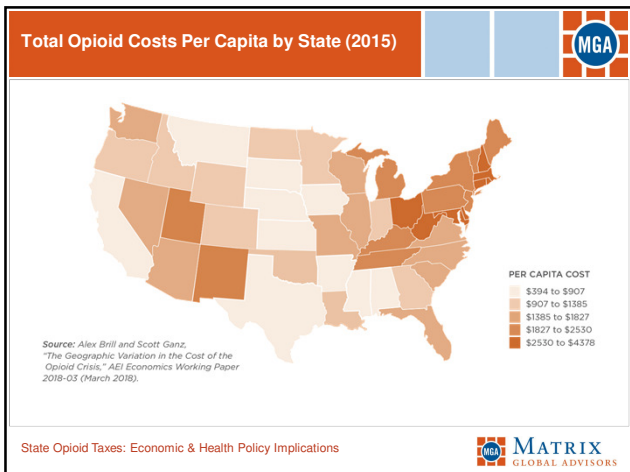 Total Opioid Costs Per Capita by State (2015)
MGA
PER CAPITA COST
$394 to $907
$907 to $1385
$1385 to $1827
$1827 to $2530
$2530 to $4378
Source: Alex Brill and Scott Ganz,
"The Geographic Variation in the Cost of the
Opioid Crisis," AEI Economics Working Paper
2018-03 (March 2018).
State Opioid Taxes: Economic & Health Policy Implications
MGA
MATRIX
GLOBAL ADVISORS